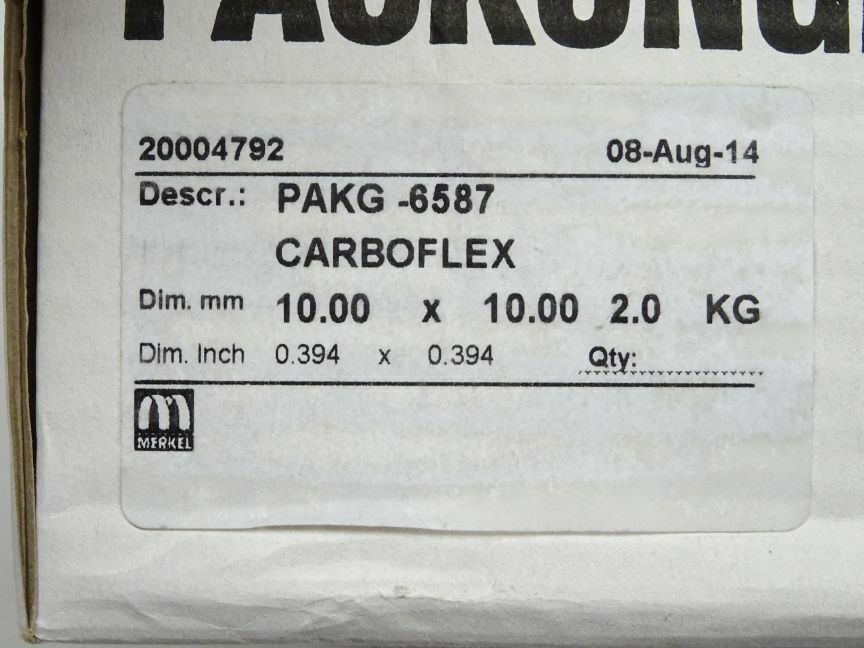 PACKUNG
20004792 08-Aug-14
Descr.: PAKG -6587
CARBOFLEX
Dim. mm 10.00 x 10.00 2.0 KG
Dim. Inch 0.394 x 0.394 Qty:
MERKEL